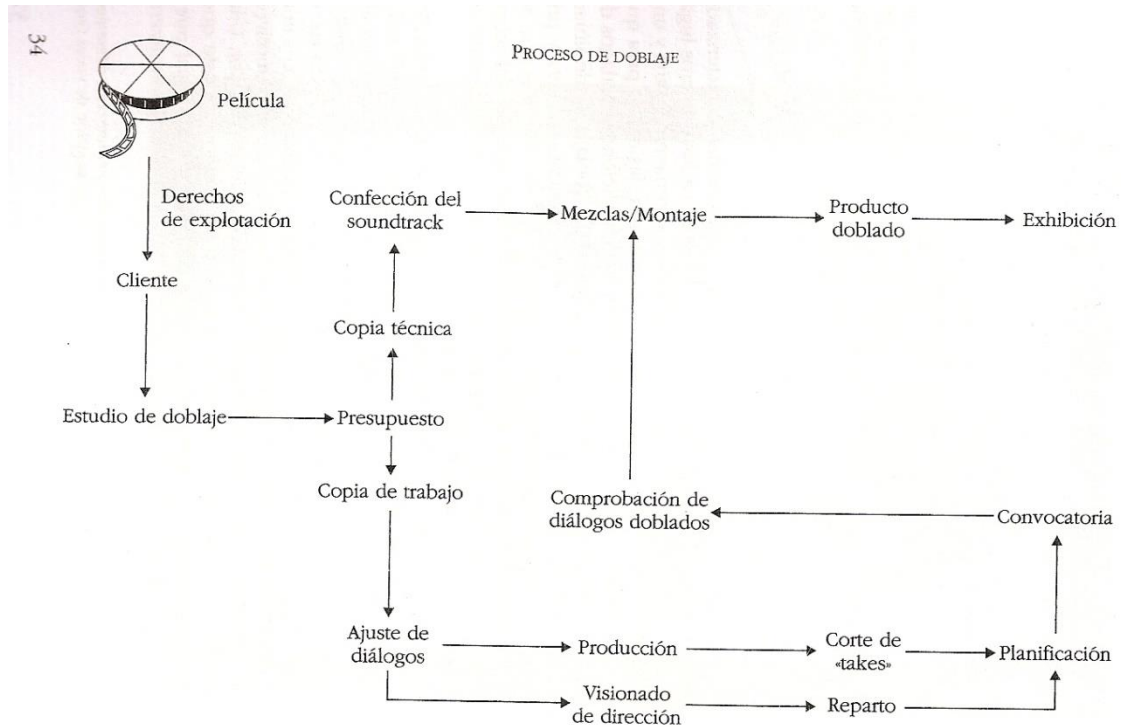 34
PROCESO DE DOBLAJE
Película
Derechos
de explotación
Cliente
Estudio de doblaje
Presupuesto
Copia técnica
Confección del
soundtrack
Mezclas/Montaje
Producto
doblado
Exhibición
Copia de trabajo
Ajuste de
diálogos
Producción
Corte de
«takes»
Planificación
Visionado
de dirección
Reparto
Convocatoria
Comprobación de
diálogos doblados